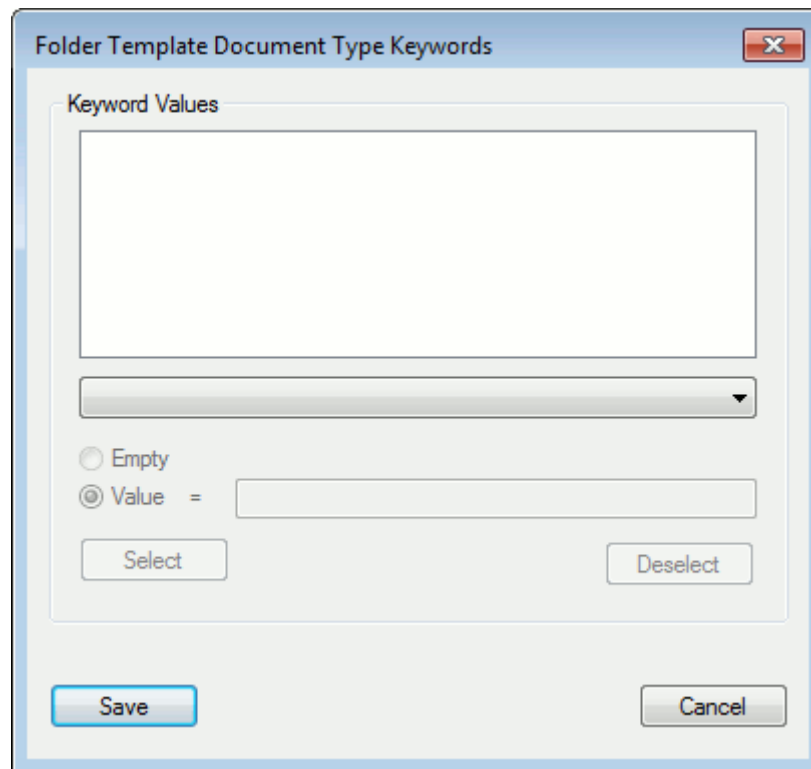 Folder Template Document Type Keywords
Keyword Values
Empty
Value =
Select Deselect
Save Cancel